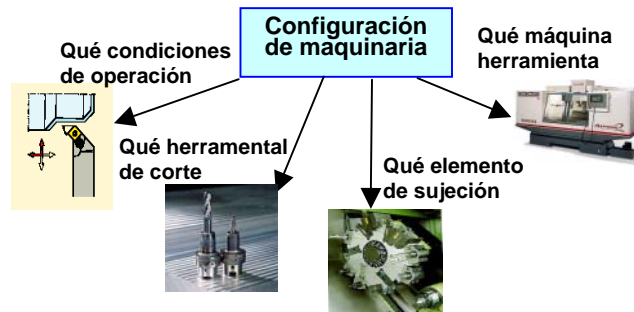 Configuración
de maquinaria
Qué condiciones
de operación
Qué máquina
herramienta
Qué herramental
de corte
Qué elemento
de sujeción